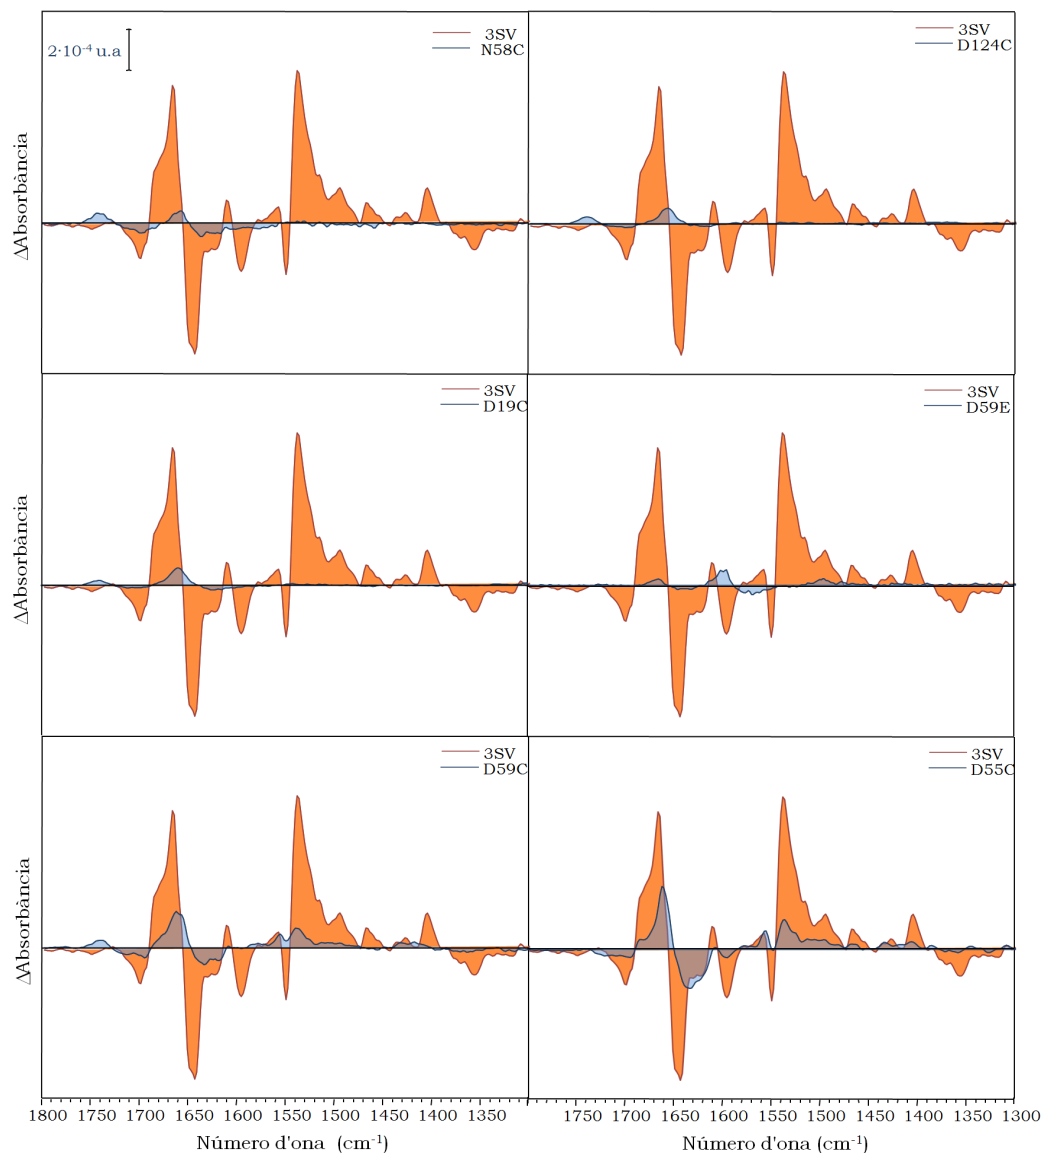 3SV
N58C
2·10⁻⁴ u.a
3SV
D124C
ΔAbsorbància
3SV
D19C
3SV
D59E
ΔAbsorbància
3SV
D59C
3SV
D55C
ΔAbsorbància
1800 1750 1700 1650 1600 1550 1500 1450 1400 1350
1750 1700 1650 1600 1550 1500 1450 1400 1350 1300
Número d'ona (cm⁻¹)
Número d'ona (cm⁻¹)